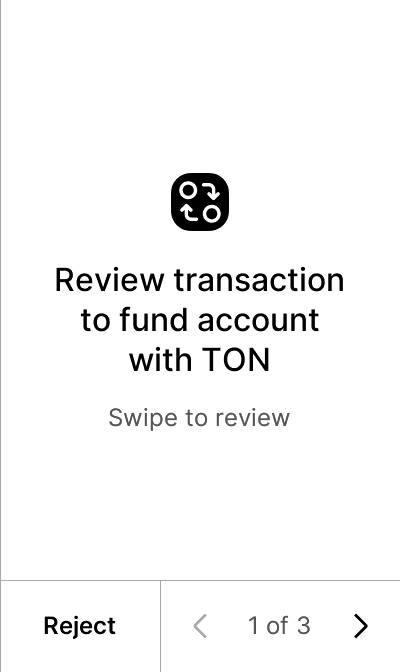 Review transaction
to fund account
with TON
Swipe to review
Reject
1 of 3